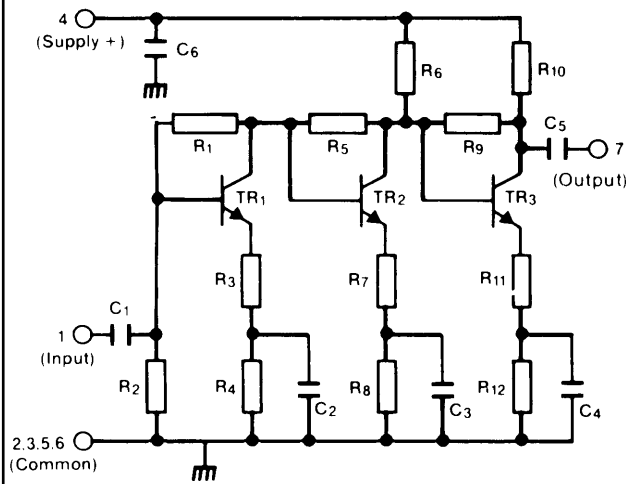 4
(Supply +)
C6
R6
R10
R1
R5
R9
C5
7
(Output)
TR1
TR2
TR3
R3
R7
R11
C1
1
(Input)
R2
R4
C2
R8
C3
R12
C4
2.3.5.6
(Common)